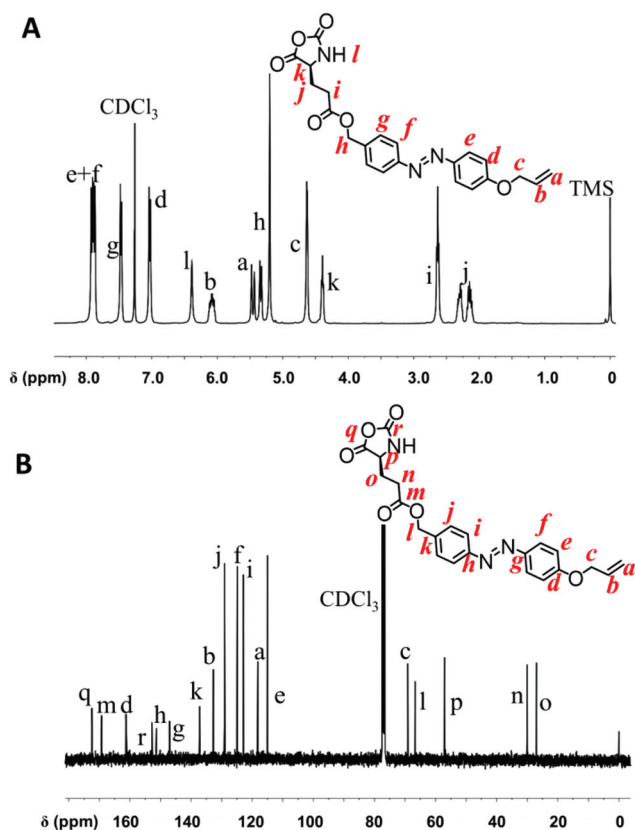 A
O
O
O
NH l
k
j
i
O
O
h
g
f
N
N
e
d
O
c
b
a
CDCl3
TMS
e+f
g
d
l
b
a
h
c
k
i
j
δ (ppm) 8.0 7.0 6.0 5.0 4.0 3.0 2.0 1.0 0
B
O
q O r
O p NH
o n
m
O O
l
j
i
k
h
N
N
f
e
g
d
O
c
b
a
CDCl3
q m d r h g k b j f i a e
c l p n o
δ (ppm) 160 140 120 100 80 60 40 20 0